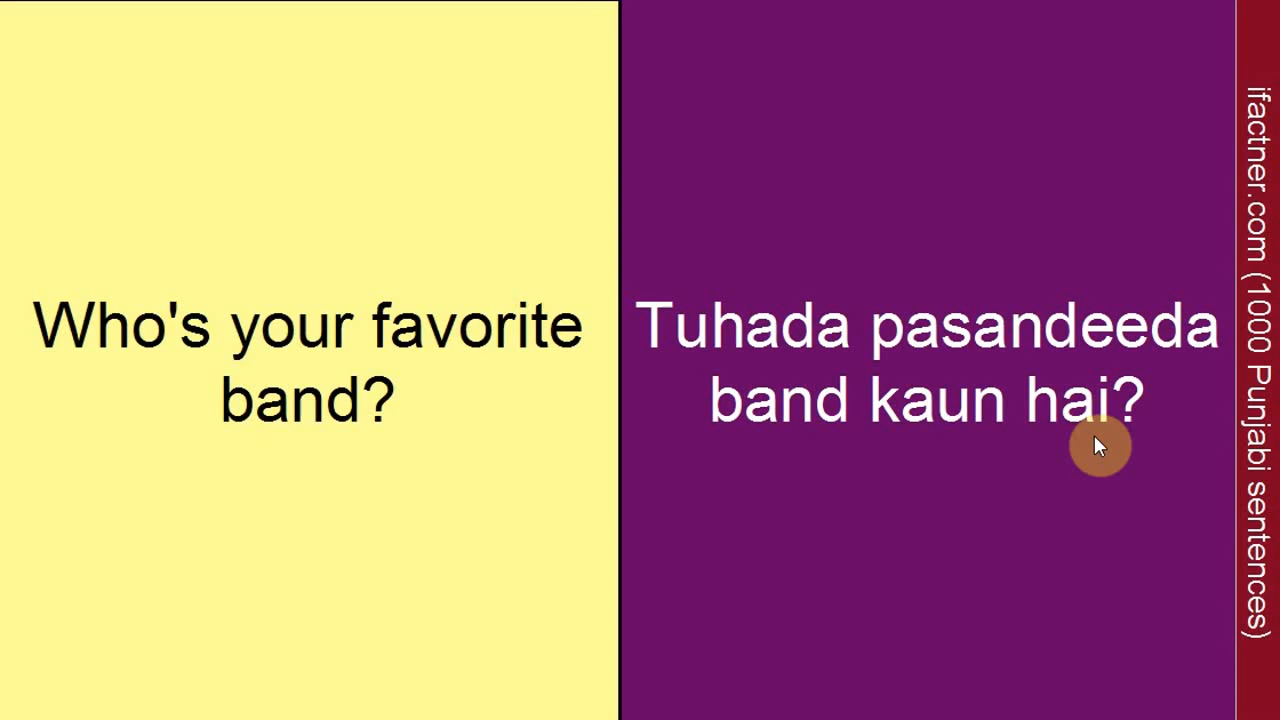 Who's your favorite
band?
Tuhada pasandeeda
band kaun hai?
ifactner.com (1000 Punjabi sentences)